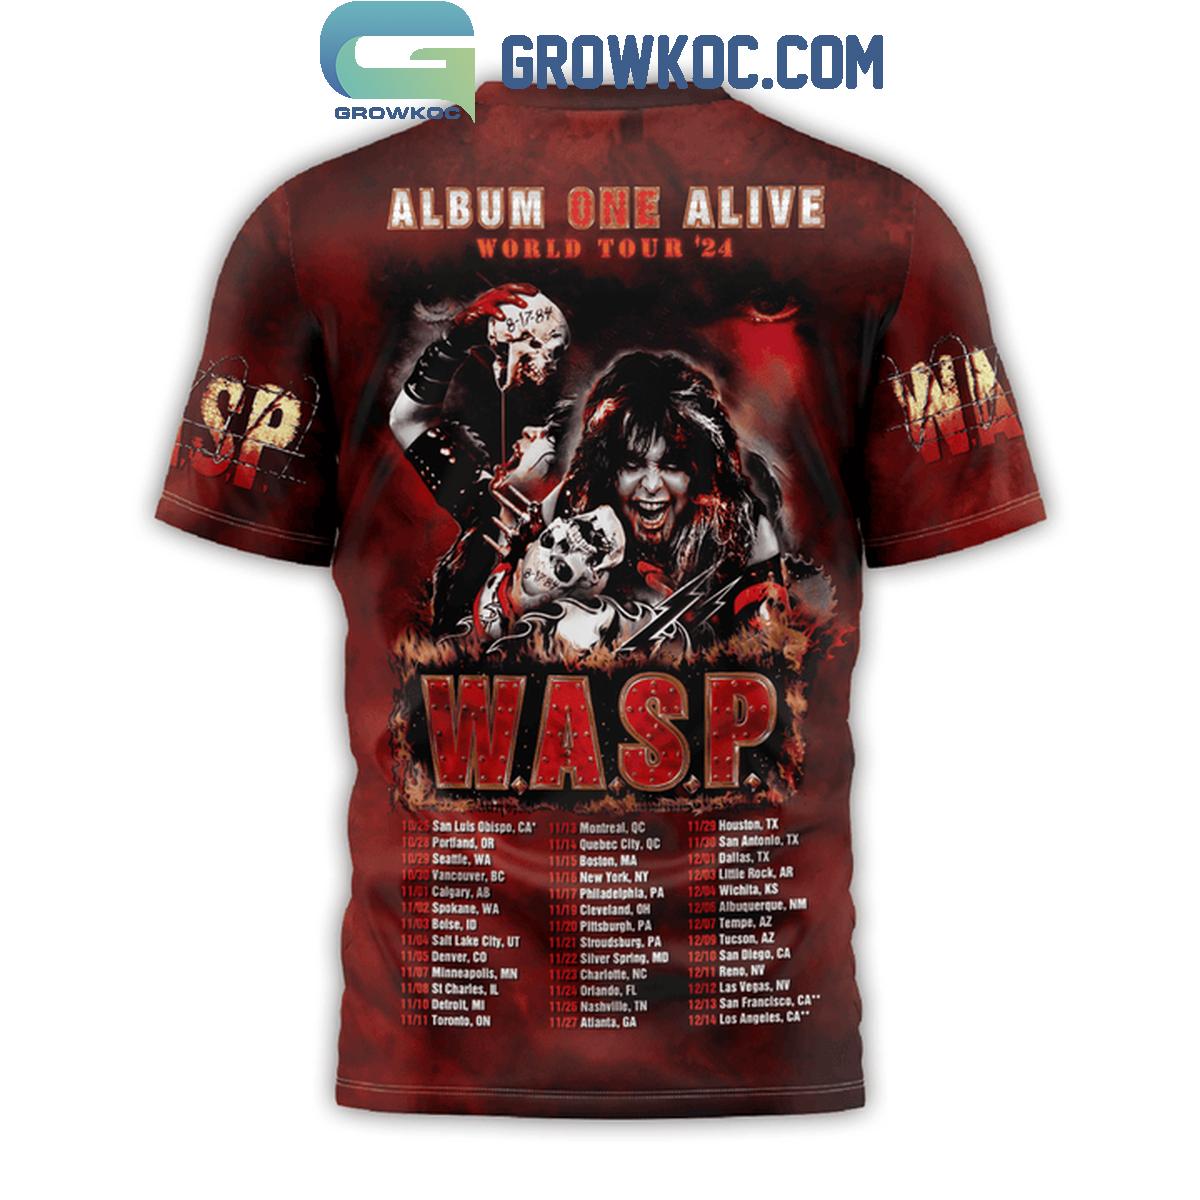 GROWKOC.COM
GROWKOC
ALBUM ONE ALIVE
WORLD TOUR '24
8-17-84
.S.P.
W.A
8-17-84
W.A.S.P.
10/26 San Luis Obispo, CA*
10/28 Portland, OR
10/29 Seattle, WA
10/30 Vancouver, BC
11/01 Calgary, AB
11/02 Spokane, WA
11/03 Boise, ID
11/04 Salt Lake City, UT
11/05 Denver, CO
11/07 Minneapolis, MN
11/08 St Charles, IL
11/10 Detroit, MI
11/11 Toronto, ON
11/13 Montreal, QC
11/14 Quebec City, QC
11/15 Boston, MA
11/16 New York, NY
11/17 Philadelphia, PA
11/19 Cleveland, OH
11/20 Pittsburgh, PA
11/21 Stroudsburg, PA
11/22 Silver Spring, MD
11/23 Charlotte, NC
11/24 Orlando, FL
11/26 Nashville, TN
11/27 Atlanta, GA
11/29 Houston, TX
11/30 San Antonio, TX
12/01 Dallas, TX
12/03 Little Rock, AR
12/04 Wichita, KS
12/06 Albuquerque, NM
12/07 Tempe, AZ
12/09 Tucson, AZ
12/10 San Diego, CA
12/11 Reno, NV
12/12 Las Vegas, NV
12/13 San Francisco, CA**
12/14 Los Angeles, CA**